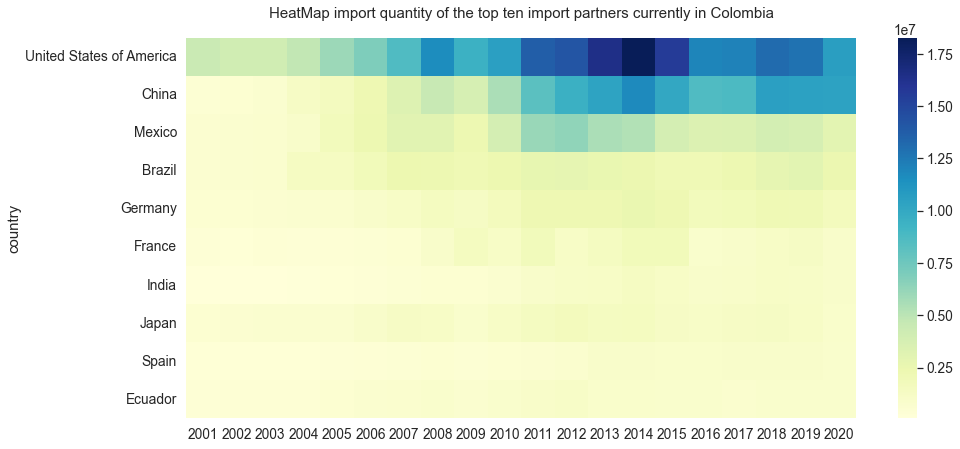 HeatMap import quantity of the top ten import partners currently in Colombia
1e7
country
United States of America
China
Mexico
Brazil
Germany
France
India
Japan
Spain
Ecuador
1.75
1.50
1.25
1.00
0.75
0.50
0.25
2001 2002 2003 2004 2005 2006 2007 2008 2009 2010 2011 2012 2013 2014 2015 2016 2017 2018 2019 2020